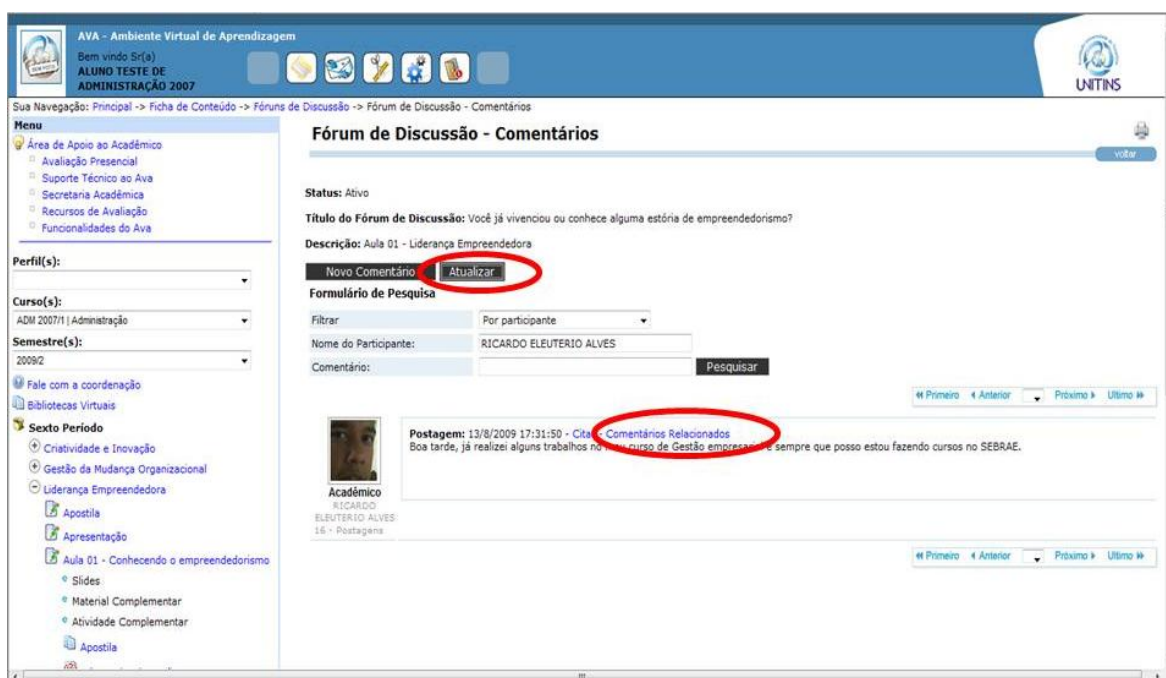 AVA - Ambiente Virtual de Aprendizagem
Bem vindo Sr(a)
ALUNO TESTE DE
ADMINISTRAÇÃO 2007
UNITINS
Sua Navegação: Principal -> Ficha de Conteúdo -> Fóruns de Discussão -> Fórum de Discussão - Comentários
Menu
Área de Apoio ao Acadêmico
Avaliação Presencial
Suporte Técnico ao Ava
Secretaria Acadêmica
Recursos de Avaliação
Funcionalidades do Ava
Perfil(s):
Curso(s):
ADM 2007/1 | Administração
Semestre(s):
2009/2
Fale com a coordenação
Bibliotecas Virtuais
Sexto Período
Criatividade e Inovação
Gestão da Mudança Organizacional
Liderança Empreendedora
Apostila
Apresentação
Aula 01 - Conhecendo o empreendedorismo
Slides
Material Complementar
Atividade Complementar
Apostila
Fórum de Discussão - Comentários
voltar
Status: Ativo
Título do Fórum de Discussão: Você já vivenciou ou conhece alguma estória de empreendedorismo?
Descrição: Aula 01 - Liderança Empreendedora
Novo Comentário Atualizar
Formulário de Pesquisa
Filtrar Por participante
Nome do Participante: RICARDO ELEUTERIO ALVES
Comentário: Pesquisar
Primeiro Anterior Próximo Ultimo
Postagem: 13/8/2009 17:31:50 - Citar - Comentários Relacionados
Boa tarde, já realizei alguns trabalhos no meu curso de Gestão empresarial e sempre que posso estou fazendo cursos no SEBRAE.
Acadêmico
RICARDO
ELEUTERIO ALVES
16 - Postagens
Primeiro Anterior Próximo Ultimo